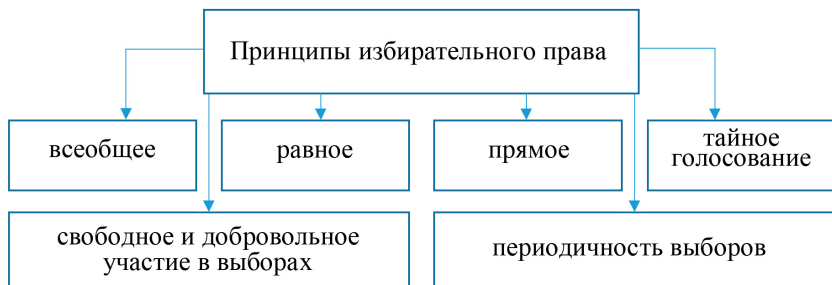 Принципы избирательного права
всеобщее
равное
прямое
тайное
голосование
свободное и добровольное
участие в выборах
периодичность выборов